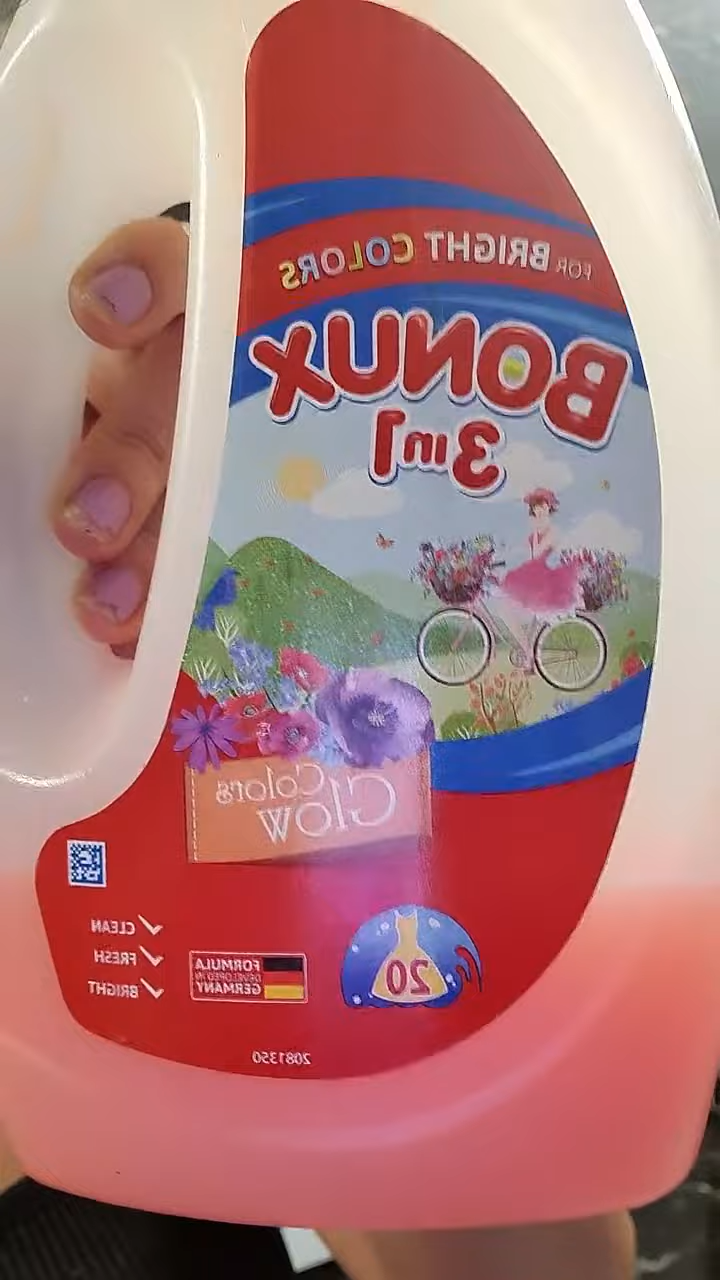 FOR BRIGHT COLORS
BONUX
3in1
Glow
Colors
CLEAN
FRESH
BRIGHT
FORMULA
DEVELOPED IN
GERMANY
20
2081350